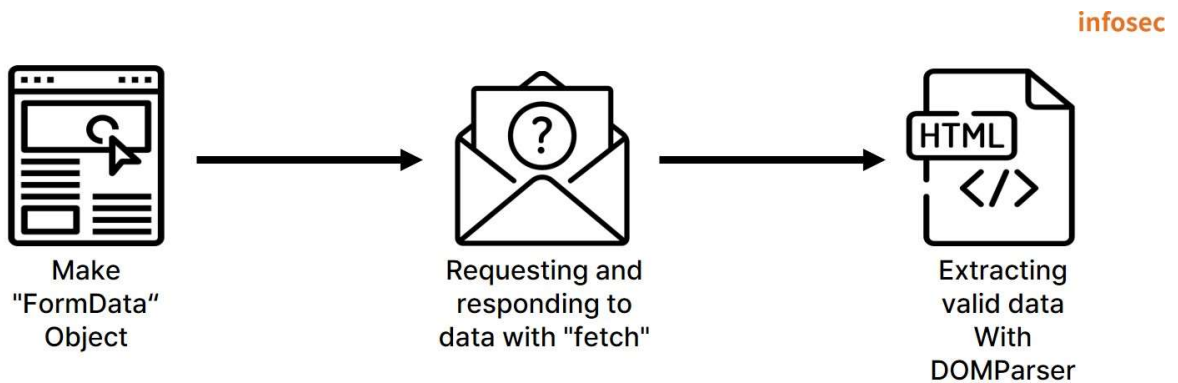 infosec
Make
"FormData“
Object
Requesting and
responding to
data with "fetch"
HTML
</>
?
Extracting
valid data
With
DOMParser